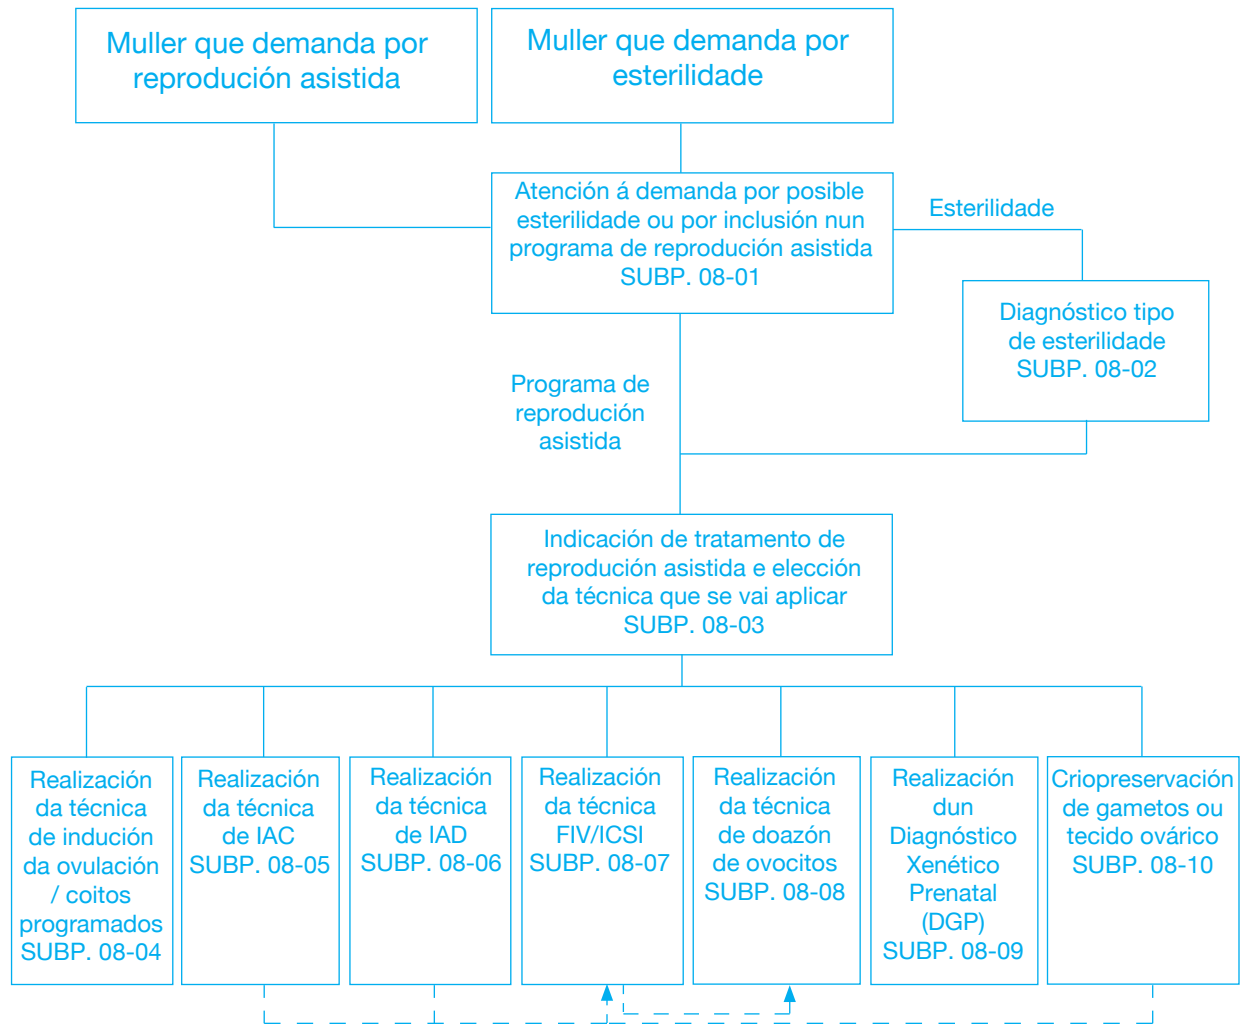 Muller que demanda por
reprodución asistida
Muller que demanda por
esterilidade
Atención á demanda por posible
esterilidade ou por inclusión nun
programa de reprodución asistida
SUBP. 08-01
Esterilidade
Diagnóstico tipo
de esterilidade
SUBP. 08-02
Programa de
reprodución
asistida
Indicación de tratamento de
reprodución asistida e elección
da técnica que se vai aplicar
SUBP. 08-03
Realización
da técnica
de indución
da ovulación
/ coitos
programados
SUBP. 08-04
Realización
da técnica
de IAC
SUBP. 08-05
Realización
da técnica
de IAD
SUBP. 08-06
Realización
da técnica
FIV/ICSI
SUBP. 08-07
Realización
da técnica
de doazón
de ovocitos
SUBP. 08-08
Realización
dun
Diagnóstico
Xenético
Prenatal
(DGP)
SUBP. 08-09
Criopreservación
de gametos ou
tecido ovárico
SUBP. 08-10